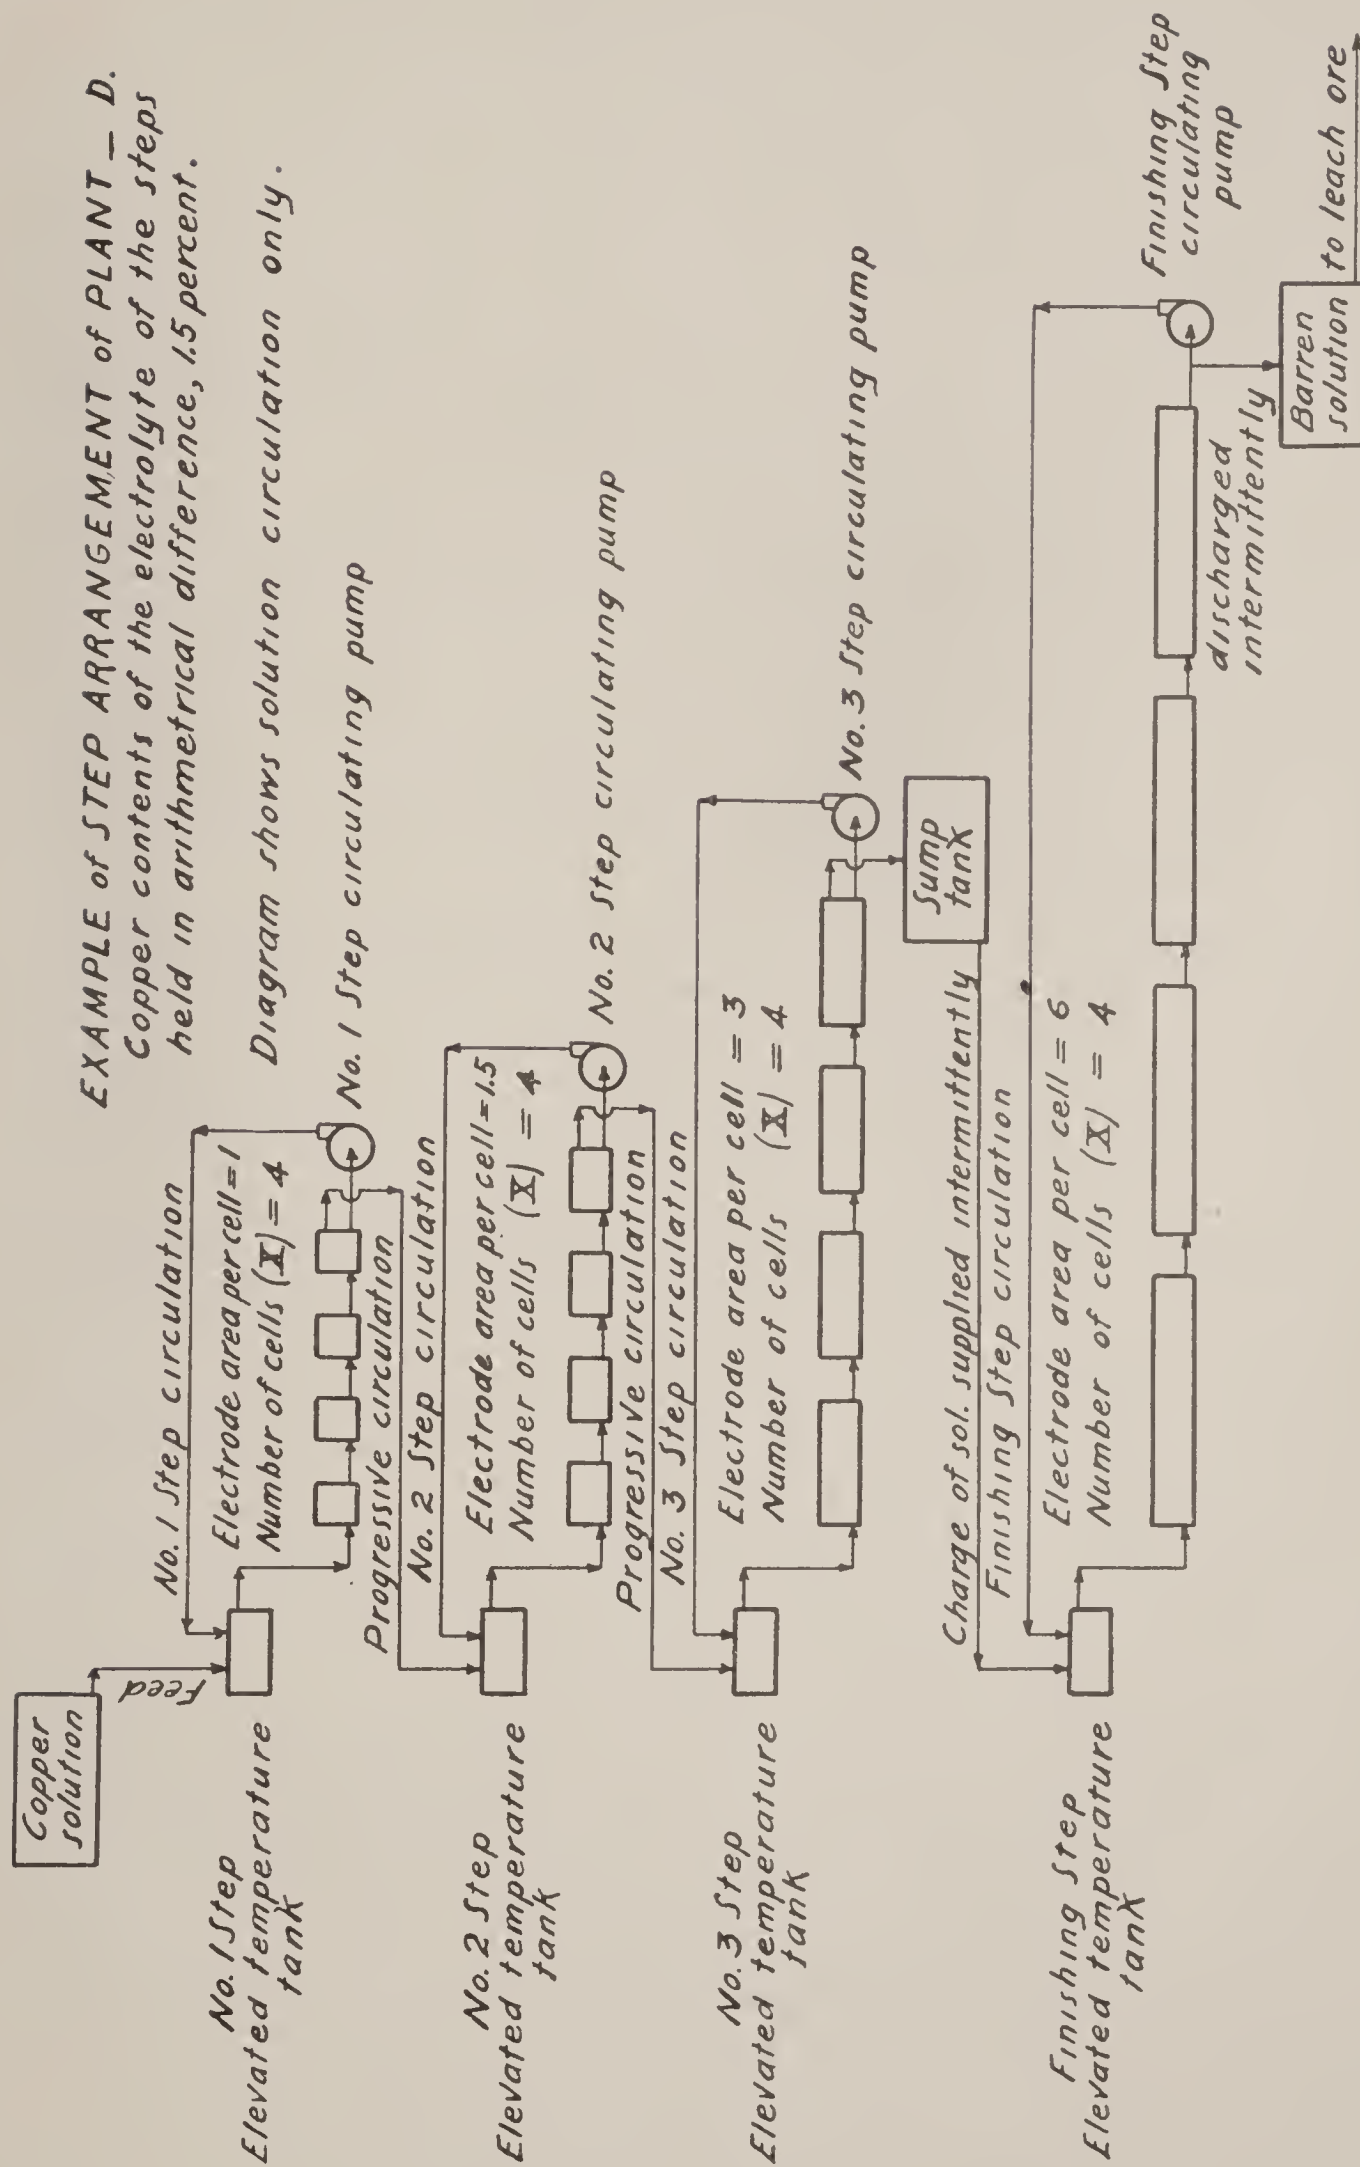 EXAMPLE of STEP ARRANGEMENT of PLANT — D.
Copper contents of the electrolyte of the steps
held in arithmetrical difference, 1.5 percent.
Diagram shows solution circulation only.
Copper
solution
Feed
No. 1 Step
Elevated temperature
tank
No. 1 Step circulation
Electrode area per cell = 1
Number of cells (X) = 4
No. 1 Step circulating pump
Progressive circulation
No. 2 Step
Elevated temperature
tank
No. 2 Step circulation
Electrode area per cell = 1.5
Number of cells (X) = 4
No. 2 Step circulating pump
Progressive circulation
No. 3 Step
Elevated temperature
tank
No. 3 Step circulation
Electrode area per cell = 3
Number of cells (X) = 4
No. 3 Step circulating pump
Sump
tank
Charge of sol. supplied intermittently
Finishing Step
Elevated temperature
tank
Finishing Step circulation
Electrode area per cell = 6
Number of cells (X) = 4
Finishing Step
circulating
pump
discharged
intermittently
Barren
solution
to leach ore